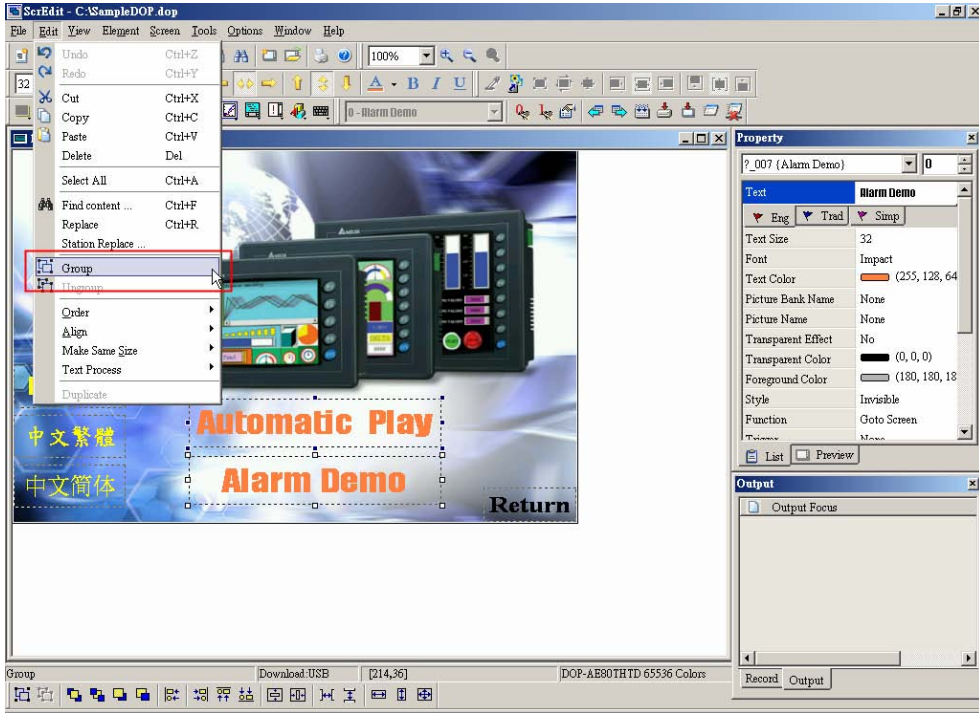 ScrEdit - C:\SampleDOP.dop
File Edit View Element Screen Tools Options Window Help
100%
32
B I U
0 - Alarm Demo
Undo Ctrl+Z
Redo Ctrl+Y
Cut Ctrl+X
Copy Ctrl+C
Paste Ctrl+V
Delete Del
Select All Ctrl+A
Find content ... Ctrl+F
Replace Ctrl+R
Station Replace ...
Group
Ungroup
Order
Align
Make Same Size
Text Process
Duplicate
Automatic Play
Alarm Demo
中文繁體
中文简体
Return
Property
?_007 {Alarm Demo} 0
Text Alarm Demo
Eng Trad Simp
Text Size 32
Font Impact
Text Color (255, 128, 64
Picture Bank Name None
Picture Name None
Transparent Effect No
Transparent Color (0, 0, 0)
Foreground Color (180, 180, 18
Style Invisible
Function Goto Screen
Trigger None
List Preview
Output
Output Focus
Record Output
Group Download:USB [214,36] DOP-AE80THTD 65536 Colors